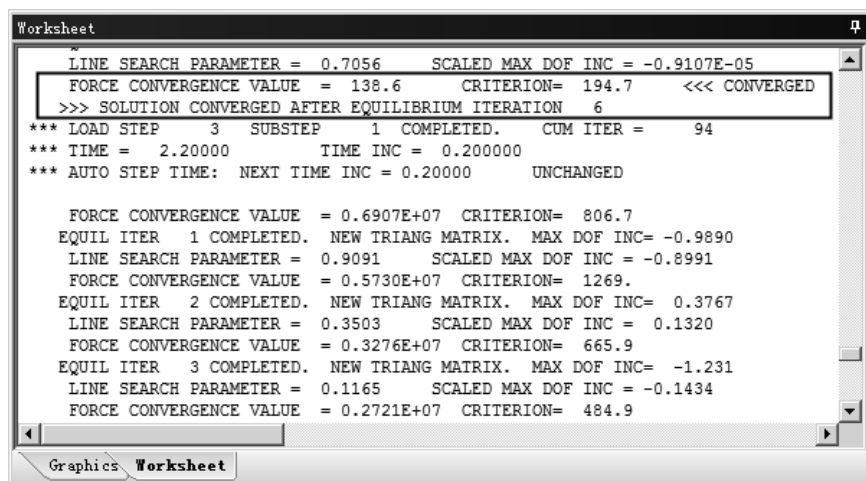 Worksheet
LINE SEARCH PARAMETER = 0.7056 SCALED MAX DOF INC = -0.9107E-05
FORCE CONVERGENCE VALUE = 138.6 CRITERION= 194.7 <<< CONVERGED
>>> SOLUTION CONVERGED AFTER EQUILIBRIUM ITERATION 6
*** LOAD STEP 3 SUBSTEP 1 COMPLETED. CUM ITER = 94
*** TIME = 2.20000 TIME INC = 0.200000
*** AUTO STEP TIME: NEXT TIME INC = 0.20000 UNCHANGED
FORCE CONVERGENCE VALUE = 0.6907E+07 CRITERION= 806.7
EQUIL ITER 1 COMPLETED. NEW TRIANG MATRIX. MAX DOF INC= -0.9890
LINE SEARCH PARAMETER = 0.9091 SCALED MAX DOF INC = -0.8991
FORCE CONVERGENCE VALUE = 0.5730E+07 CRITERION= 1269.
EQUIL ITER 2 COMPLETED. NEW TRIANG MATRIX. MAX DOF INC= 0.3767
LINE SEARCH PARAMETER = 0.3503 SCALED MAX DOF INC = 0.1320
FORCE CONVERGENCE VALUE = 0.3276E+07 CRITERION= 665.9
EQUIL ITER 3 COMPLETED. NEW TRIANG MATRIX. MAX DOF INC= -1.231
LINE SEARCH PARAMETER = 0.1165 SCALED MAX DOF INC = -0.1434
FORCE CONVERGENCE VALUE = 0.2721E+07 CRITERION= 484.9
Graphics Worksheet